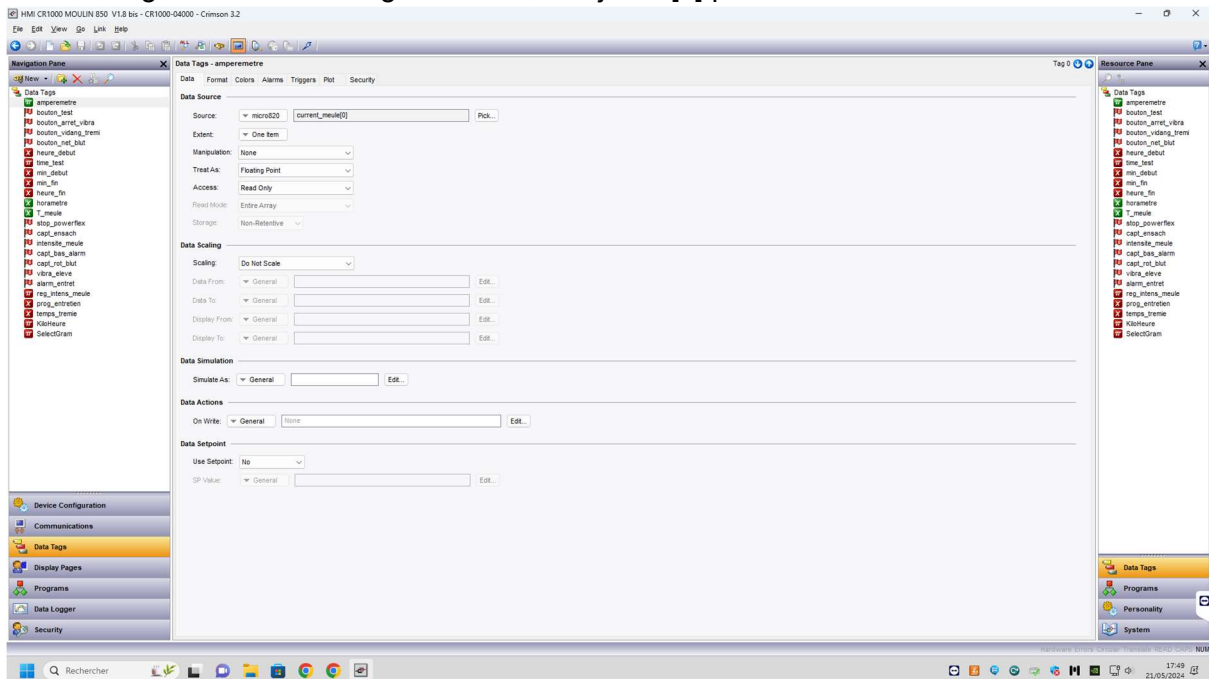 HMI CR1000 MOULIN 850 V1.8 bis - CR1000-04000 - Crimson 3.2
File Edit View Go Link Help
Navigation Pane
New
Data Tags
amperemetre
bouton_test
bouton_arret_vibra
bouton_vidang_tremi
bouton_net_blut
heure_debut
time_test
min_debut
min_fin
heure_fin
horametre
T_meule
stop_powerflex
capt_ensach
intensite_meule
capt_bas_alarm
capt_rot_blut
vibra_eleve
alarm_entret
reg_intens_meule
prog_entretien
temps_tremie
KiloHeure
SelectGram
Device Configuration
Communications
Data Tags
Display Pages
Programs
Data Logger
Security
Data Tags - amperemetre
Tag 0
Data Format Colors Alarms Triggers Plot Security
Data Source
Source: micro820 current_meule[0] Pick...
Extent: One Item
Manipulation: None
Treat As: Floating Point
Access: Read Only
Read Mode: Entire Array
Storage: Non-Retentive
Data Scaling
Scaling: Do Not Scale
Data From: General Edit...
Data To: General Edit...
Display From: General Edit...
Display To: General Edit...
Data Simulation
Simulate As: General Edit...
Data Actions
On Write: General None Edit...
Data Setpoint
Use Setpoint: No
SP Value: General Edit...
Resource Pane
Data Tags
amperemetre
bouton_test
bouton_arret_vibra
bouton_vidang_tremi
bouton_net_blut
heure_debut
time_test
min_debut
min_fin
heure_fin
horametre
T_meule
stop_powerflex
capt_ensach
intensite_meule
capt_bas_alarm
capt_rot_blut
vibra_eleve
alarm_entret
reg_intens_meule
prog_entretien
temps_tremie
KiloHeure
SelectGram
Data Tags
Programs
Personality
System
Hardware Errors Circular Translate READ CAPS NUM
Rechercher
17:49
21/05/2024